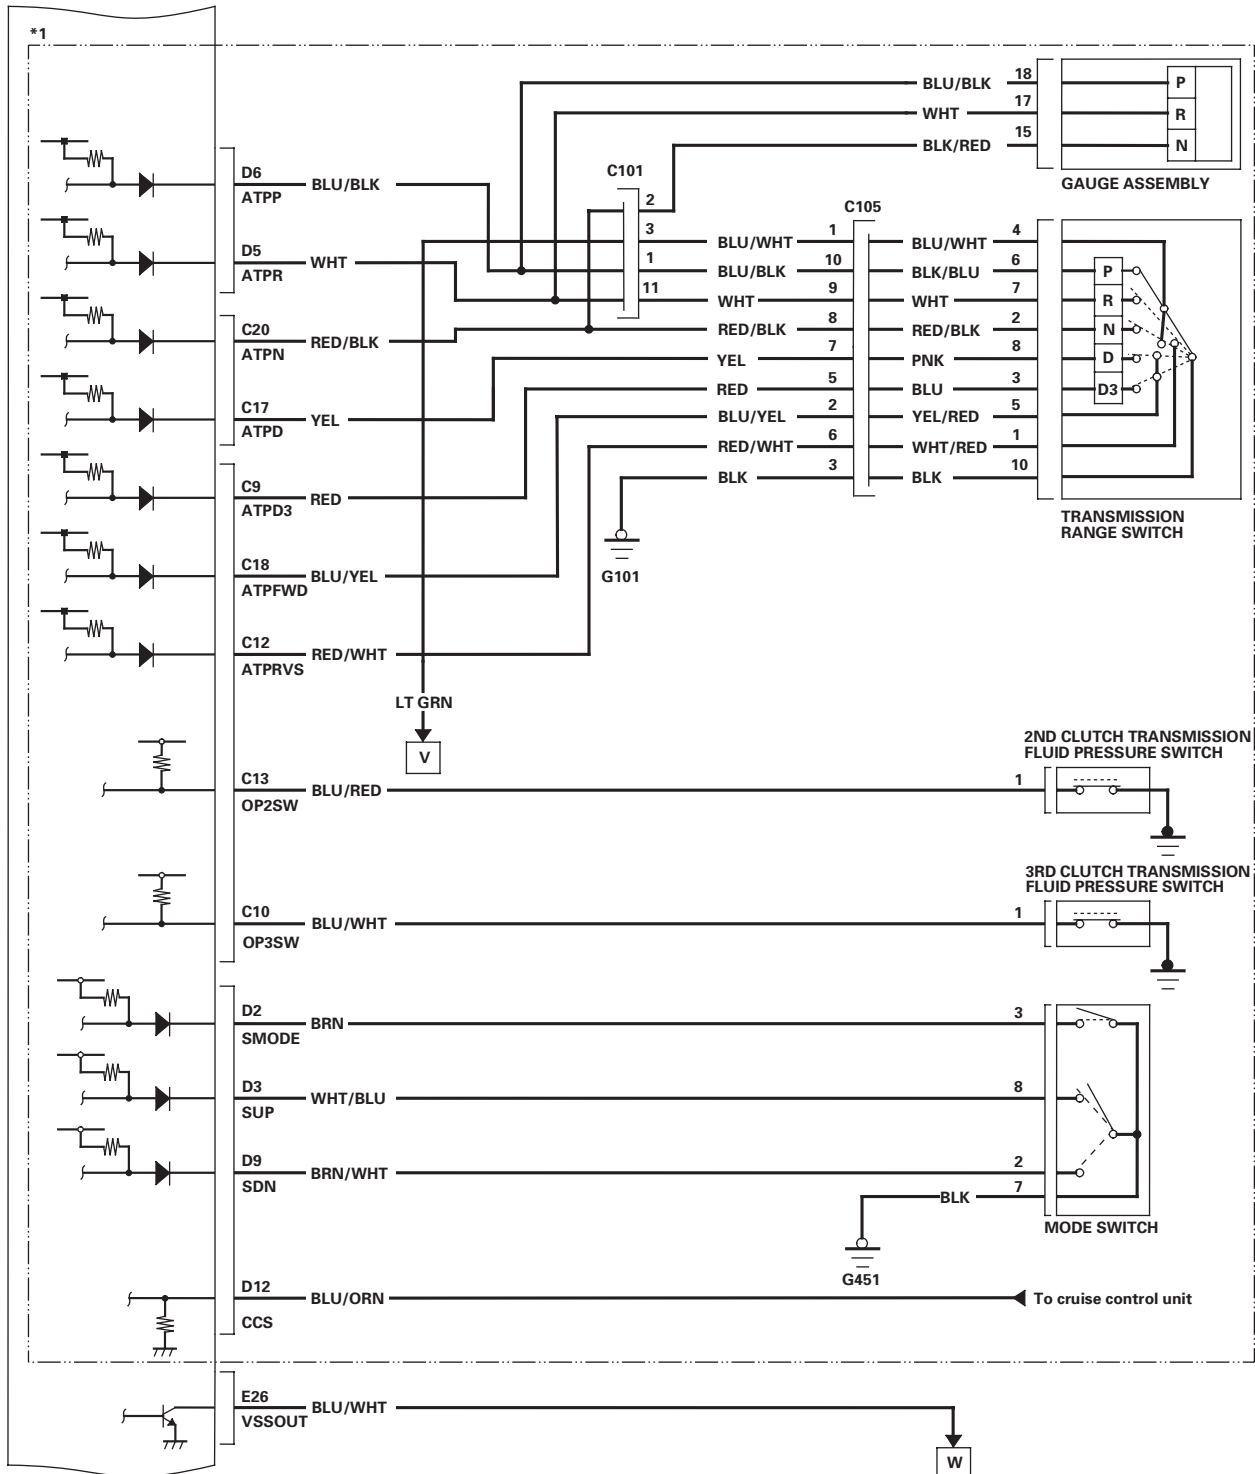 *1
BLU/BLK 18 P
WHT 17 R
BLK/RED 15 N
GAUGE ASSEMBLY
D6 BLU/BLK
ATPP
C101
2
C105
3 BLU/WHT 1 BLU/WHT 4
1 BLU/BLK 10 BLK/BLU 6 P
D5 WHT
ATPR
11 WHT 9 WHT 7 R
C20 RED/BLK
ATPN
RED/BLK 8 RED/BLK 2 N
YEL 7 PNK 8 D
RED 5 BLU 3 D3
C17 YEL
ATPD
BLU/YEL 2 YEL/RED 5
RED/WHT 6 WHT/RED 1
BLK 3 BLK 10
C9 RED
ATPD3
TRANSMISSION
RANGE SWITCH
G101
C18 BLU/YEL
ATPFWD
C12 RED/WHT
ATPRVS
LT GRN
V
2ND CLUTCH TRANSMISSION
FLUID PRESSURE SWITCH
C13 BLU/RED 1
OP2SW
3RD CLUTCH TRANSMISSION
FLUID PRESSURE SWITCH
C10 BLU/WHT 1
OP3SW
D2 BRN 3
SMODE
D3 WHT/BLU 8
SUP
D9 BRN/WHT 2
SDN
BLK 7
MODE SWITCH
G451
D12 BLU/ORN To cruise control unit
CCS
E26 BLU/WHT
VSSOUT
W